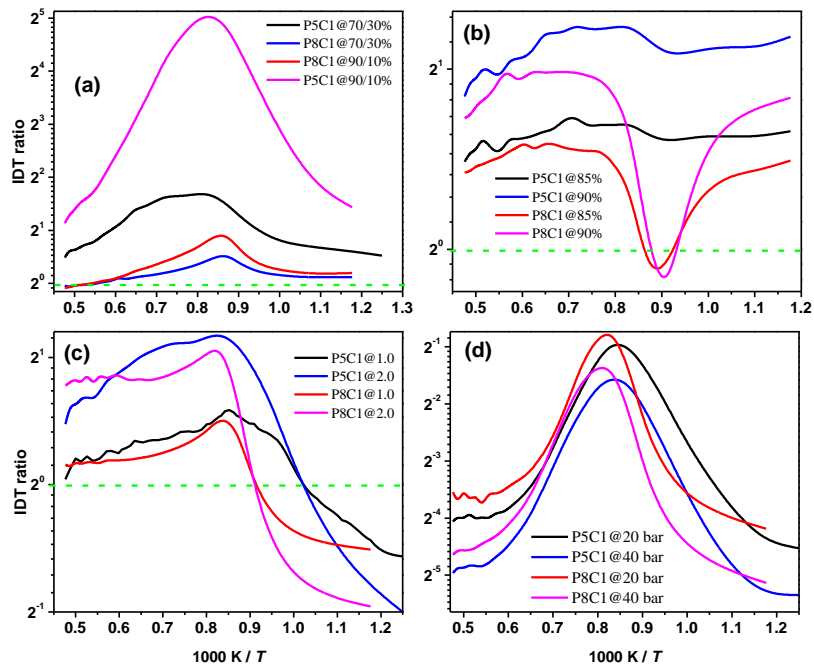 (a)
P5C1@70/30%
P8C1@70/30%
P8C1@90/10%
P5C1@90/10%
IDT ratio
2^5
2^4
2^3
2^2
2^1
2^0
0.5 0.6 0.7 0.8 0.9 1.0 1.1 1.2 1.3
(b)
P5C1@85%
P5C1@90%
P8C1@85%
P8C1@90%
2^1
2^0
0.5 0.6 0.7 0.8 0.9 1.0 1.1 1.2
(c)
P5C1@1.0
P5C1@2.0
P8C1@1.0
P8C1@2.0
IDT ratio
2^1
2^0
2^-1
0.5 0.6 0.7 0.8 0.9 1.0 1.1 1.2
1000 K / T
(d)
P5C1@20 bar
P5C1@40 bar
P8C1@20 bar
P8C1@40 bar
2^-1
2^-2
2^-3
2^-4
2^-5
0.5 0.6 0.7 0.8 0.9 1.0 1.1 1.2
1000 K / T